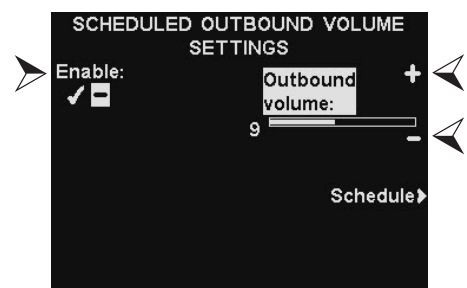 SCHEDULED OUTBOUND VOLUME
SETTINGS
Enable:
✓ –
Outbound
volume:
+
9
–
Schedule